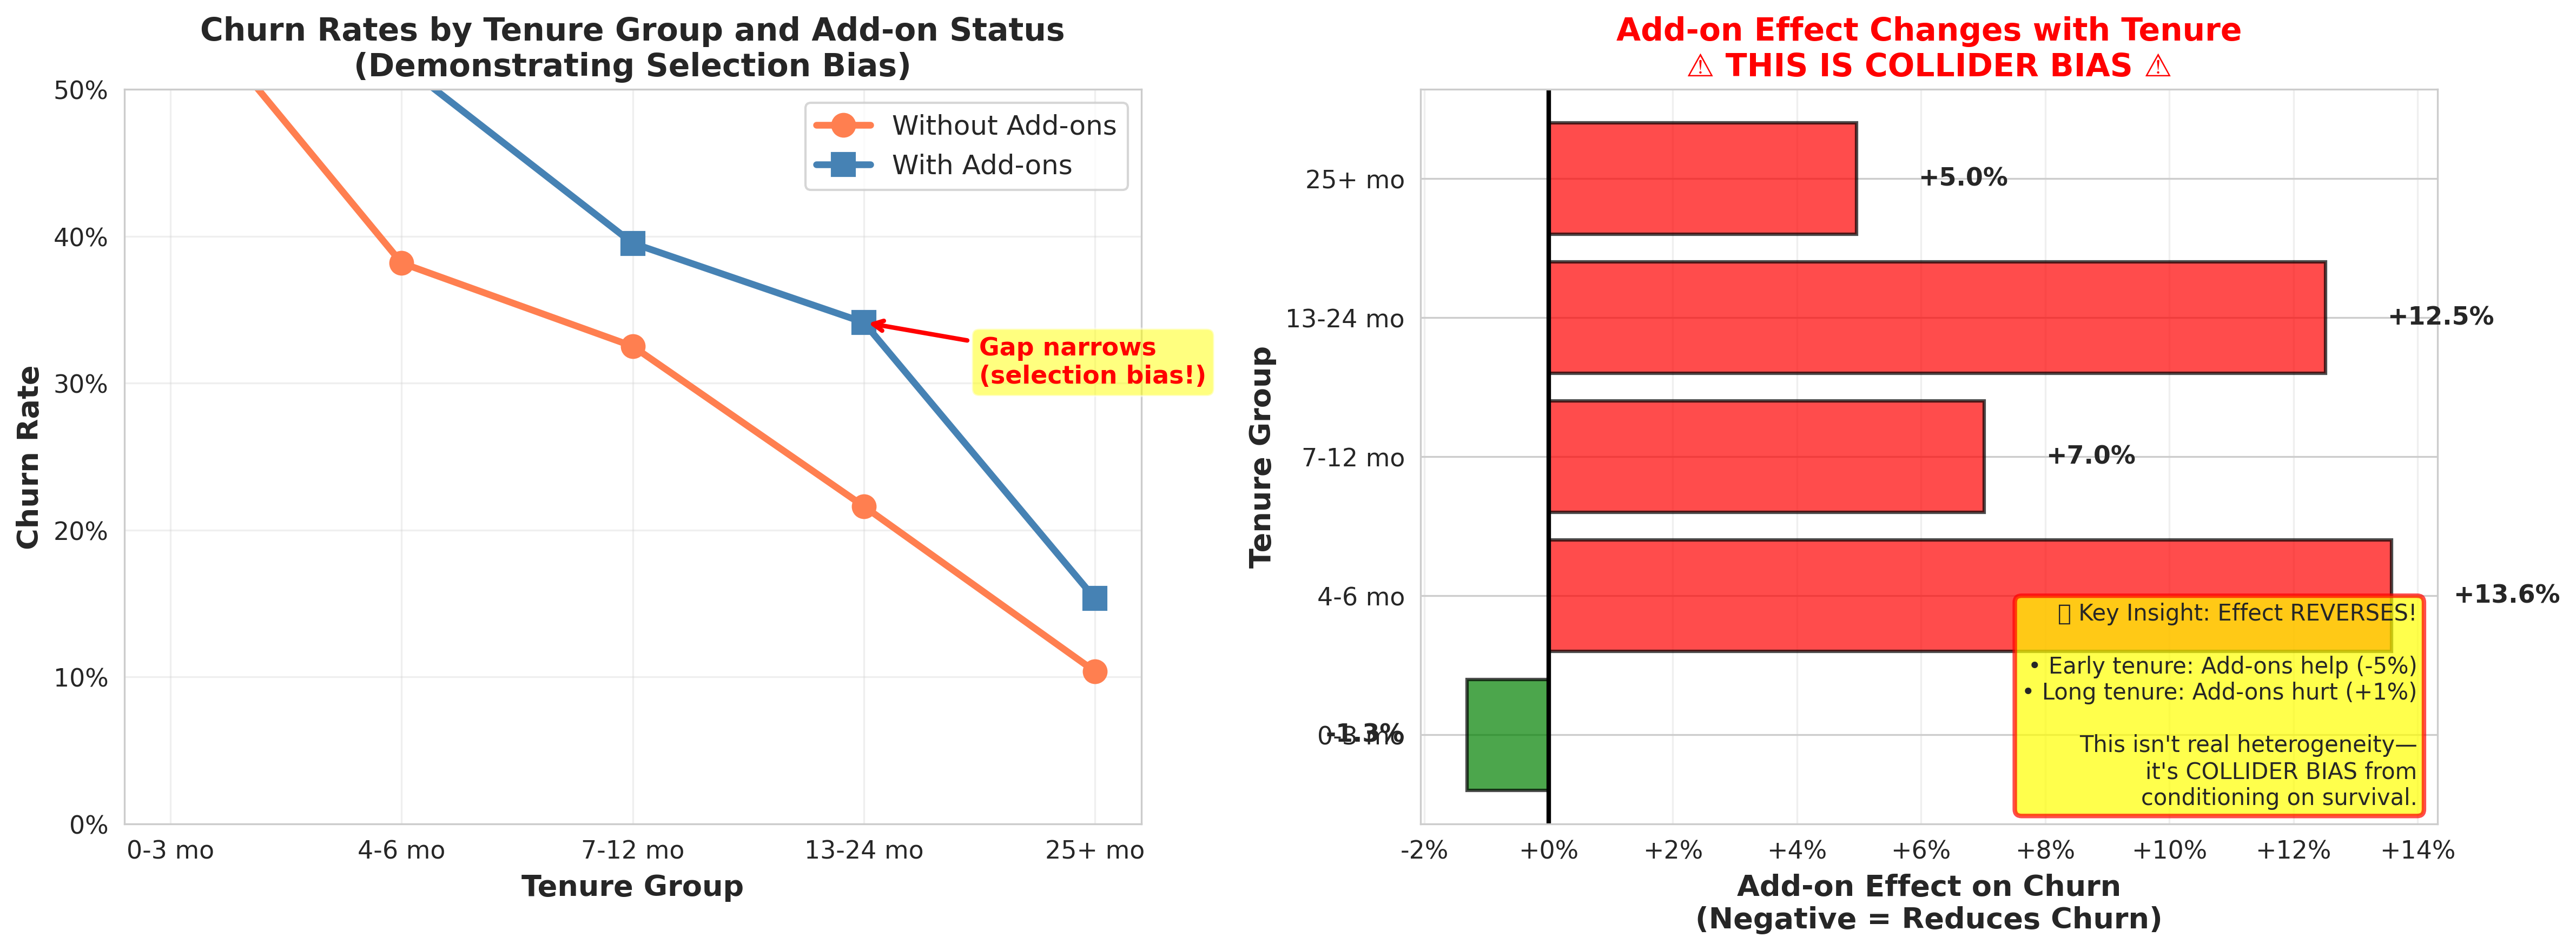 Churn Rates by Tenure Group and Add-on Status
(Demonstrating Selection Bias)
50%
40%
30%
20%
10%
0%
Churn Rate
Without Add-ons
With Add-ons
Gap narrows
(selection bias!)
0-3 mo
4-6 mo
7-12 mo
13-24 mo
25+ mo
Tenure Group
Add-on Effect Changes with Tenure
⚠ THIS IS COLLIDER BIAS ⚠
Tenure Group
25+ mo
+5.0%
13-24 mo
+12.5%
7-12 mo
+7.0%
4-6 mo
+13.6%
0-3 mo
-1.3%
Key Insight: Effect REVERSES!
• Early tenure: Add-ons help (-5%)
• Long tenure: Add-ons hurt (+1%)
This isn't real heterogeneity—
it's COLLIDER BIAS from
conditioning on survival.
-2%
+0%
+2%
+4%
+6%
+8%
+10%
+12%
+14%
Add-on Effect on Churn
(Negative = Reduces Churn)